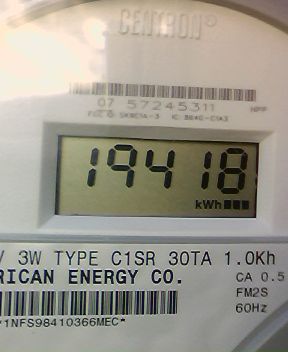 CENTRON®
07 57245311
19418
kWh
V 3W TYPE C1SR 30TA 1.0Kh
RICAN ENERGY CO.
CA 0.5
FM2S
60Hz
*1NFS98410366MEC*